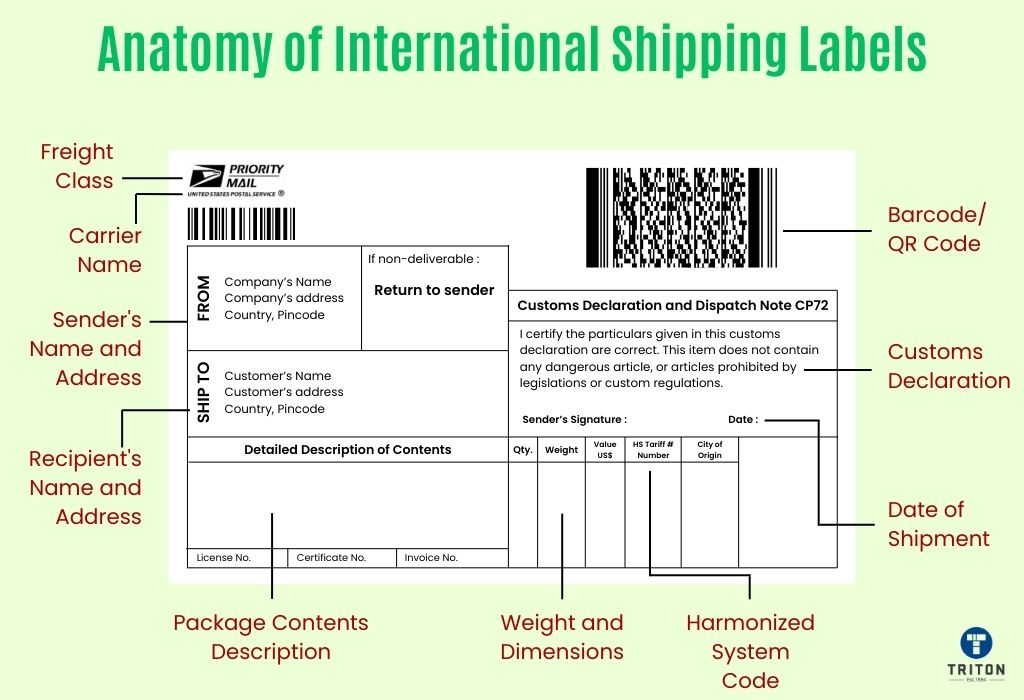 Anatomy of International Shipping Labels
Freight
Class
Carrier
Name
Sender's
Name and
Address
Recipient's
Name and
Address
PRIORITY
MAIL
UNITED STATES POSTAL SERVICE ®
FROM
Company's Name
Company's address
Country, Pincode
If non-deliverable :
Return to sender
SHIP TO
Customer's Name
Customer's address
Country, Pincode
Customs Declaration and Dispatch Note CP72
I certify the particulars given in this customs
declaration are correct. This item does not contain
any dangerous article, or articles prohibited by
legislations or custom regulations.
Sender's Signature :
Date :
Detailed Description of Contents
Qty.
Weight
Value
US$
HS Tariff #
Number
City of
Origin
License No.
Certificate No.
Invoice No.
Barcode/
QR Code
Customs
Declaration
Date of
Shipment
Package Contents
Description
Weight and
Dimensions
Harmonized
System
Code
TRITON
Est.1984